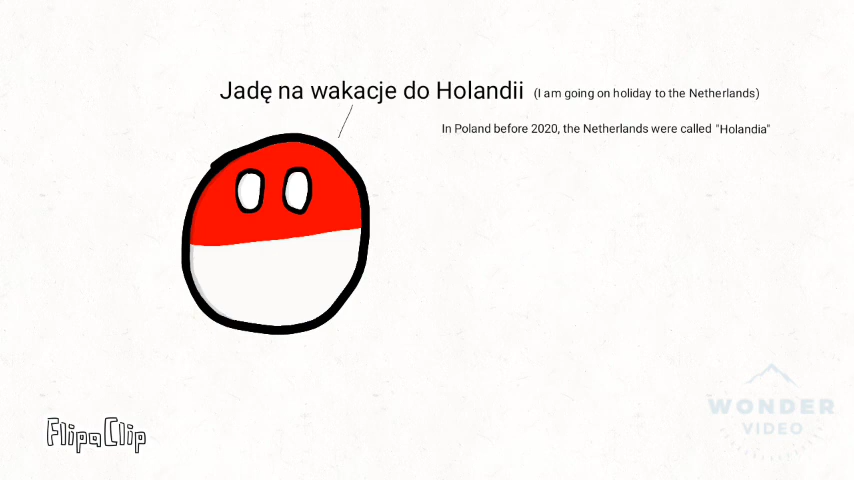 Jadę na wakacje do Holandii (I am going on holiday to the Netherlands)
In Poland before 2020, the Netherlands were called "Holandia"
WONDER
VIDEO
FlipaClip